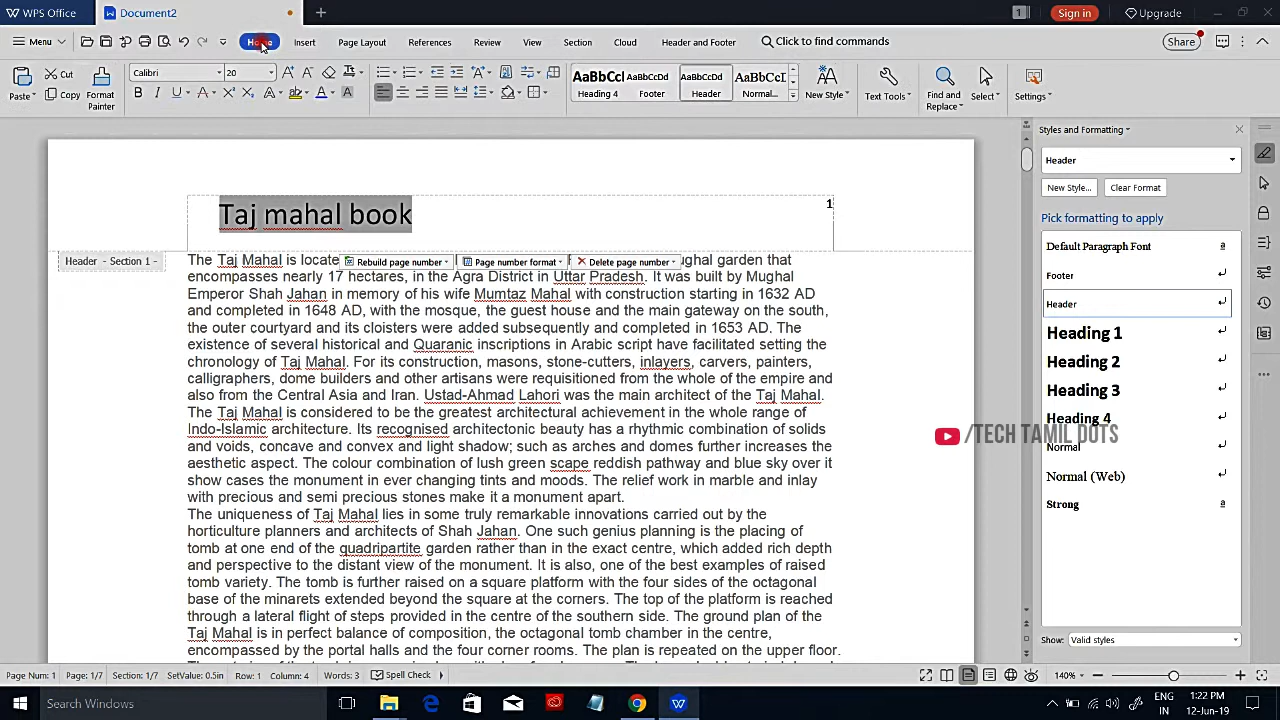 WPS Office
Document2
1
Sign in
Upgrade
Menu
Home
Insert
Page Layout
References
Review
View
Section
Cloud
Header and Footer
Click to find commands
Share
Paste
Cut
Copy
Format
Painter
Calibri
20
AaBbCcl
Heading 4
AaBbCcDd
Footer
AaBbCcDd
Header
AaBbCcI
Normal...
New Style
Text Tools
Find and
Replace
Select
Settings
Taj mahal book
1
Header - Section 1 -
Rebuild page number
Page number format
Delete page number
The Taj Mahal is locate ughal garden that
encompasses nearly 17 hectares, in the Agra District in Uttar Pradesh. It was built by Mughal
Emperor Shah Jahan in memory of his wife Mumtaz Mahal with construction starting in 1632 AD
and completed in 1648 AD, with the mosque, the guest house and the main gateway on the south,
the outer courtyard and its cloisters were added subsequently and completed in 1653 AD. The
existence of several historical and Quaranic inscriptions in Arabic script have facilitated setting the
chronology of Taj Mahal. For its construction, masons, stone-cutters, inlayers, carvers, painters,
calligraphers, dome builders and other artisans were requisitioned from the whole of the empire and
also from the Central Asia and Iran. Ustad-Ahmad Lahori was the main architect of the Taj Mahal.
The Taj Mahal is considered to be the greatest architectural achievement in the whole range of
Indo-Islamic architecture. Its recognised architectonic beauty has a rhythmic combination of solids
and voids, concave and convex and light shadow; such as arches and domes further increases the
aesthetic aspect. The colour combination of lush green scape reddish pathway and blue sky over it
show cases the monument in ever changing tints and moods. The relief work in marble and inlay
with precious and semi precious stones make it a monument apart.
The uniqueness of Taj Mahal lies in some truly remarkable innovations carried out by the
horticulture planners and architects of Shah Jahan. One such genius planning is the placing of
tomb at one end of the quadripartite garden rather than in the exact centre, which added rich depth
and perspective to the distant view of the monument. It is also, one of the best examples of raised
tomb variety. The tomb is further raised on a square platform with the four sides of the octagonal
base of the minarets extended beyond the square at the corners. The top of the platform is reached
through a lateral flight of steps provided in the centre of the southern side. The ground plan of the
Taj Mahal is in perfect balance of composition, the octagonal tomb chamber in the centre,
encompassed by the portal halls and the four corner rooms. The plan is repeated on the upper floor.
Styles and Formatting
Header
New Style...
Clear Format
Pick formatting to apply
Default Paragraph Font
Footer
Header
Heading 1
Heading 2
Heading 3
Heading 4
Normal
Normal (Web)
Strong
Show: Valid styles
/TECH TAMIL DOTS
Page Num: 1
Page: 1/7
Section: 1/7
SetValue: 0.5in
Row: 1
Column: 4
Words: 3
Spell Check
140%
Search Windows
ENG
IN
1:22 PM
12-Jun-19